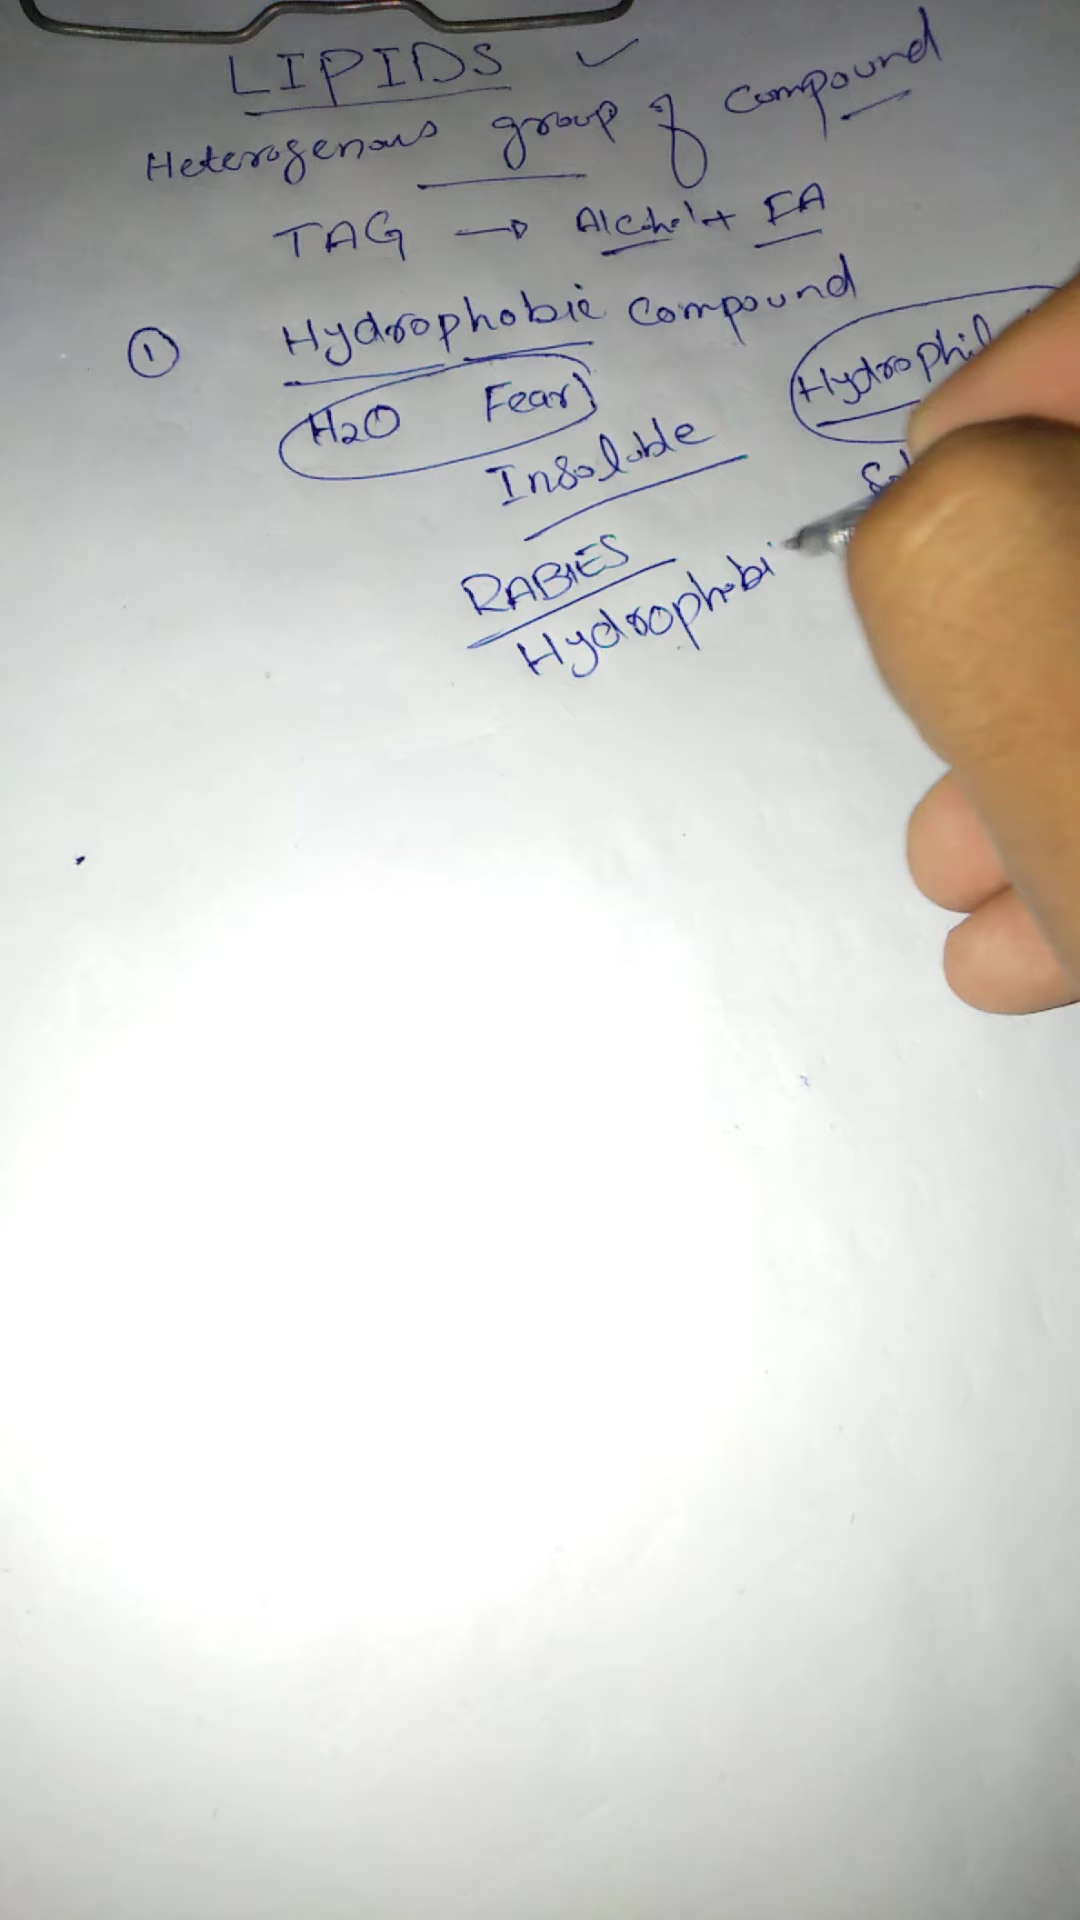 LIPIDS
Heterogenous group of compound
TAG → Alcohol + FA
① Hydrophobic compound
H2O Fear
Hydrophil
Insoluble
RABIES
Hydrophobi